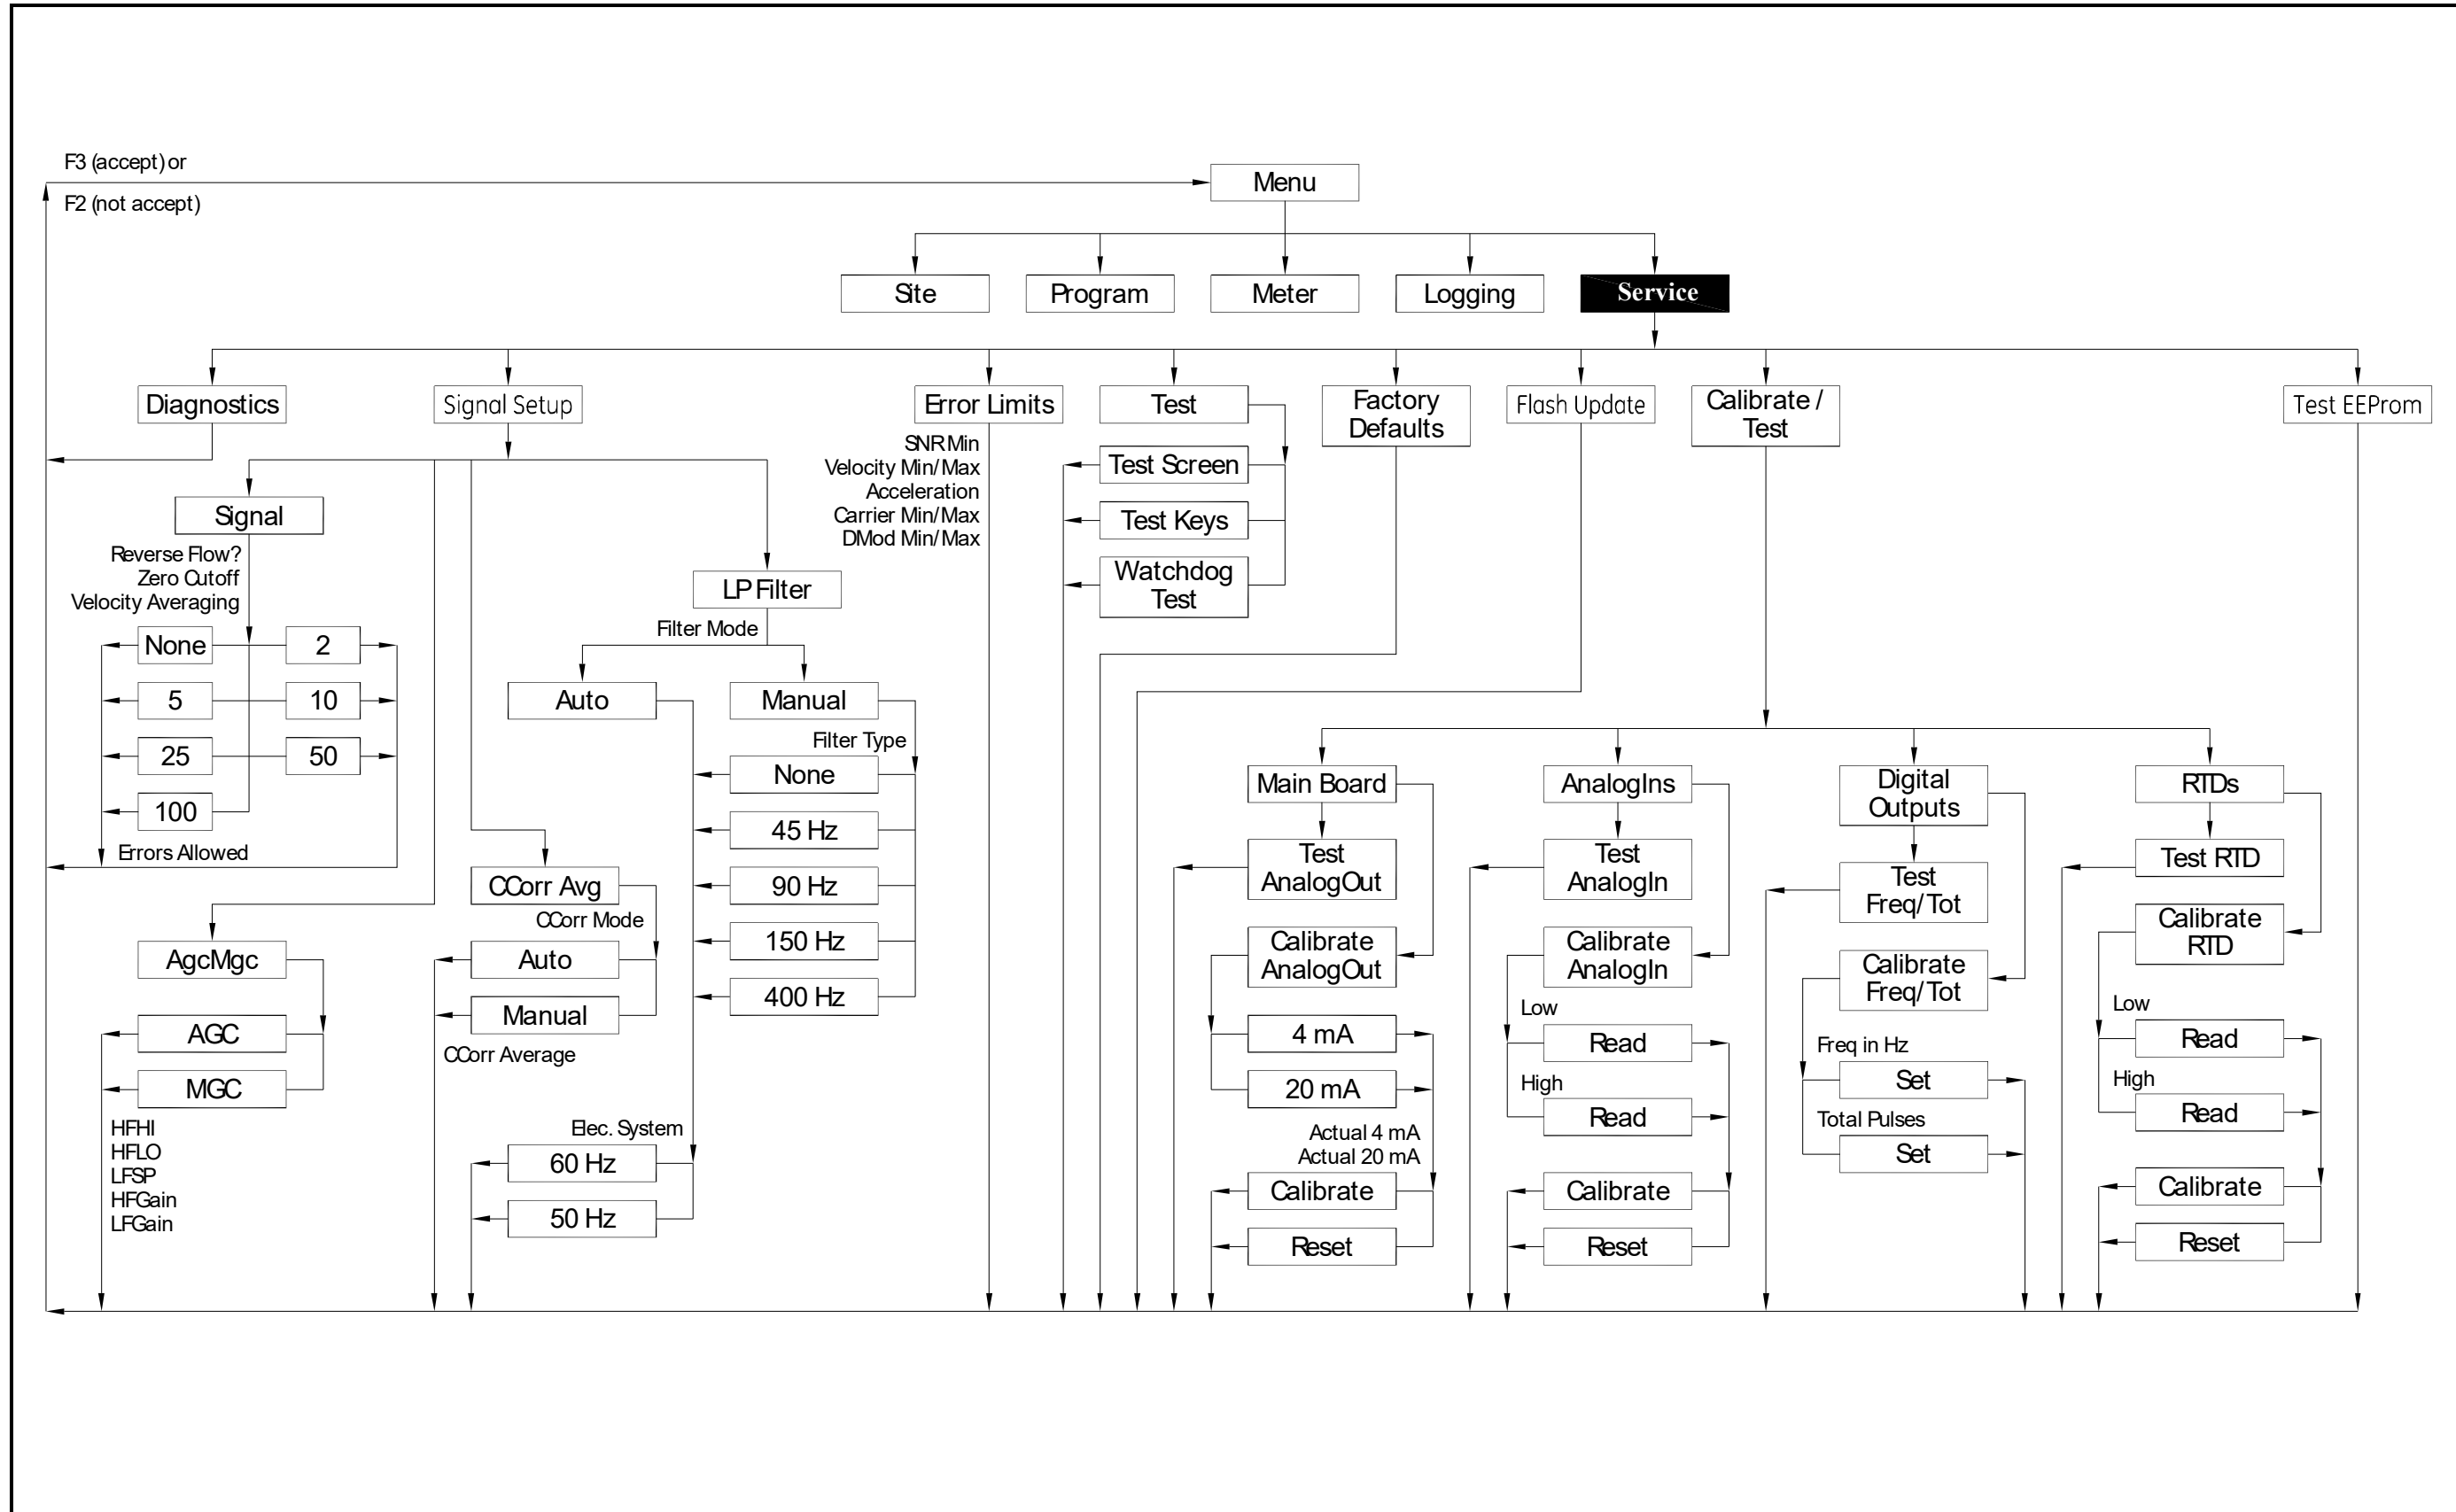 F3 (accept) or
F2 (not accept)
Menu
Site
Program
Meter
Logging
Service
Diagnostics
Signal Setup
Error Limits
Test
Factory
Defaults
Flash Update
Calibrate /
Test
Test EEProm
SNR Min
Velocity Min/Max
Acceleration
Carrier Min/Max
DMod Min/Max
Test Screen
Test Keys
Watchdog
Test
Signal
Reverse Flow?
Zero Cutoff
Velocity Averaging
None
2
5
10
25
50
100
Errors Allowed
LP Filter
Filter Mode
Auto
Manual
Filter Type
None
45 Hz
90 Hz
150 Hz
400 Hz
CCorr Avg
CCorr Mode
Auto
Manual
CCorr Average
AgcMgc
AGC
MGC
HFHI
HFLO
LFSP
HFGain
LFGain
Elec. System
60 Hz
50 Hz
Main Board
Test
AnalogOut
Calibrate
AnalogOut
4 mA
20 mA
Actual 4 mA
Actual 20 mA
Calibrate
Reset
AnalogIns
Test
AnalogIn
Calibrate
AnalogIn
Low
Read
High
Read
Calibrate
Reset
Digital
Outputs
Test
Freq/Tot
Calibrate
Freq/Tot
Freq in Hz
Set
Total Pulses
Set
RTDs
Test RTD
Calibrate
RTD
Low
Read
High
Read
Calibrate
Reset